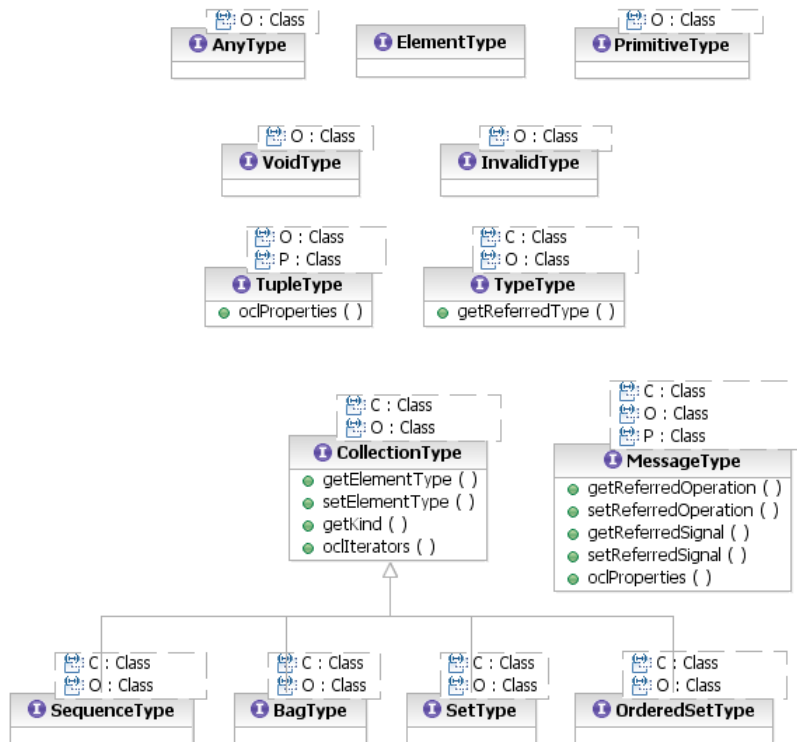 O : Class
AnyType
ElementType
O : Class
PrimitiveType
O : Class
VoidType
O : Class
InvalidType
O : Class
P : Class
TupleType
oclProperties ( )
C : Class
O : Class
TypeType
getReferredType ( )
C : Class
O : Class
CollectionType
getElementType ( )
setElementType ( )
getKind ( )
oclIterators ( )
C : Class
O : Class
P : Class
MessageType
getReferredOperation ( )
setReferredOperation ( )
getReferredSignal ( )
setReferredSignal ( )
oclProperties ( )
C : Class
O : Class
SequenceType
C : Class
O : Class
BagType
C : Class
O : Class
SetType
C : Class
O : Class
OrderedSetType